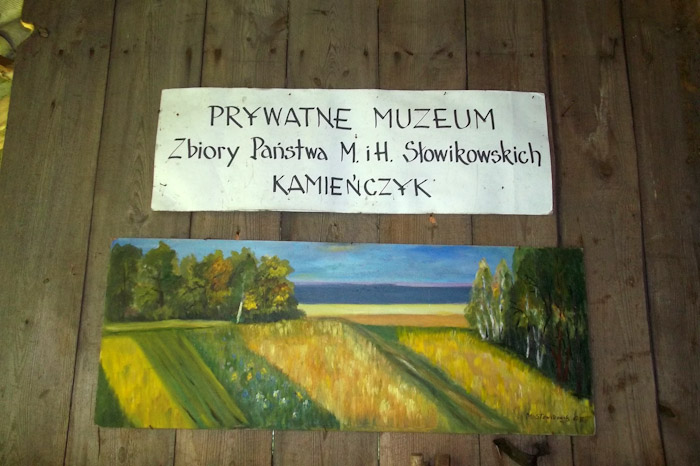 PRYWATNE MUZEUM
Zbiory Państwa M. i H. Słowikowskich
KAMIEŃCZYK